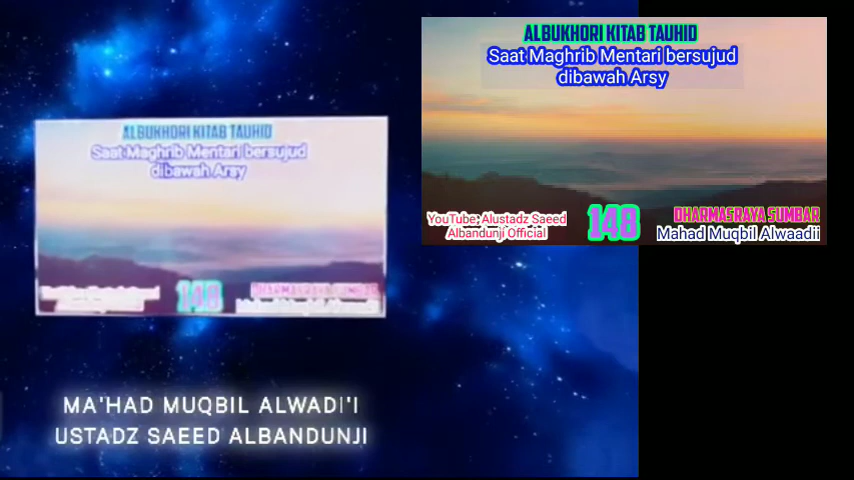 ALBUKHORI KITAB TAUHID
Saat Maghrib Mentari bersujud
dibawah Arsy
148
MA'HAD MUQBIL ALWADI'I
USTADZ SAEED ALBANDUNJI
ALBUKHORI KITAB TAUHID
Saat Maghrib Mentari bersujud
dibawah Arsy
YouTube; Alustadz Saeed
Albandunji Official
148
DHARMASRAYA SUMBAR
Mahad Muqbil Alwaadii